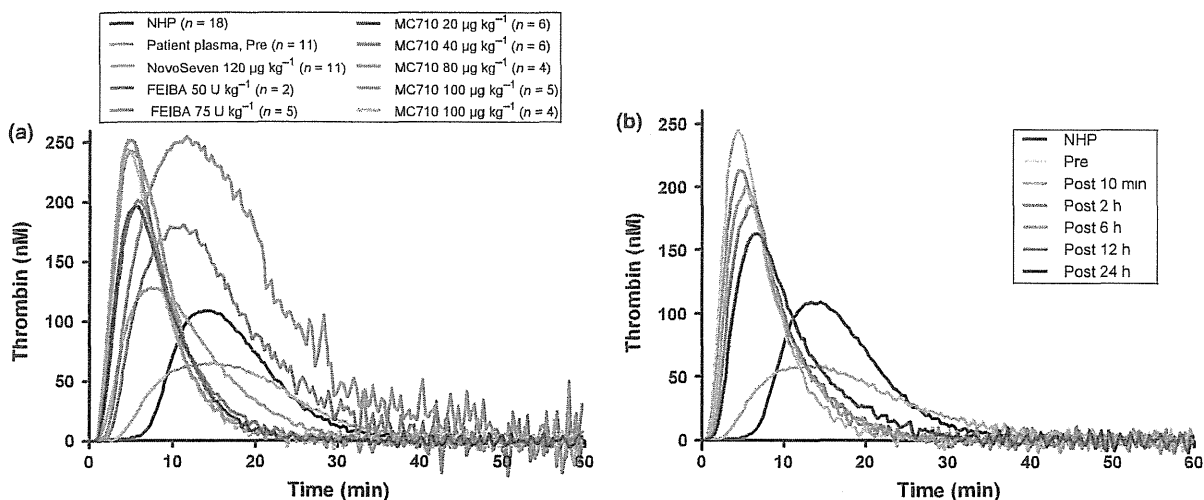 NHP (n = 18)
Patient plasma, Pre (n = 11)
NovoSeven 120 µg kg⁻¹ (n = 11)
FEIBA 50 U kg⁻¹ (n = 2)
FEIBA 75 U kg⁻¹ (n = 5)
MC710 20 µg kg⁻¹ (n = 6)
MC710 40 µg kg⁻¹ (n = 6)
MC710 80 µg kg⁻¹ (n = 4)
MC710 100 µg kg⁻¹ (n = 5)
MC710 100 µg kg⁻¹ (n = 4)
(a)
250
200
150
100
50
0
Thrombin (nM)
0 10 20 30 40 50 60
Time (min)
(b)
250
200
150
100
50
0
Thrombin (nM)
0 10 20 30 40 50 60
Time (min)
NHP
Pre
Post 10 min
Post 2 h
Post 6 h
Post 12 h
Post 24 h